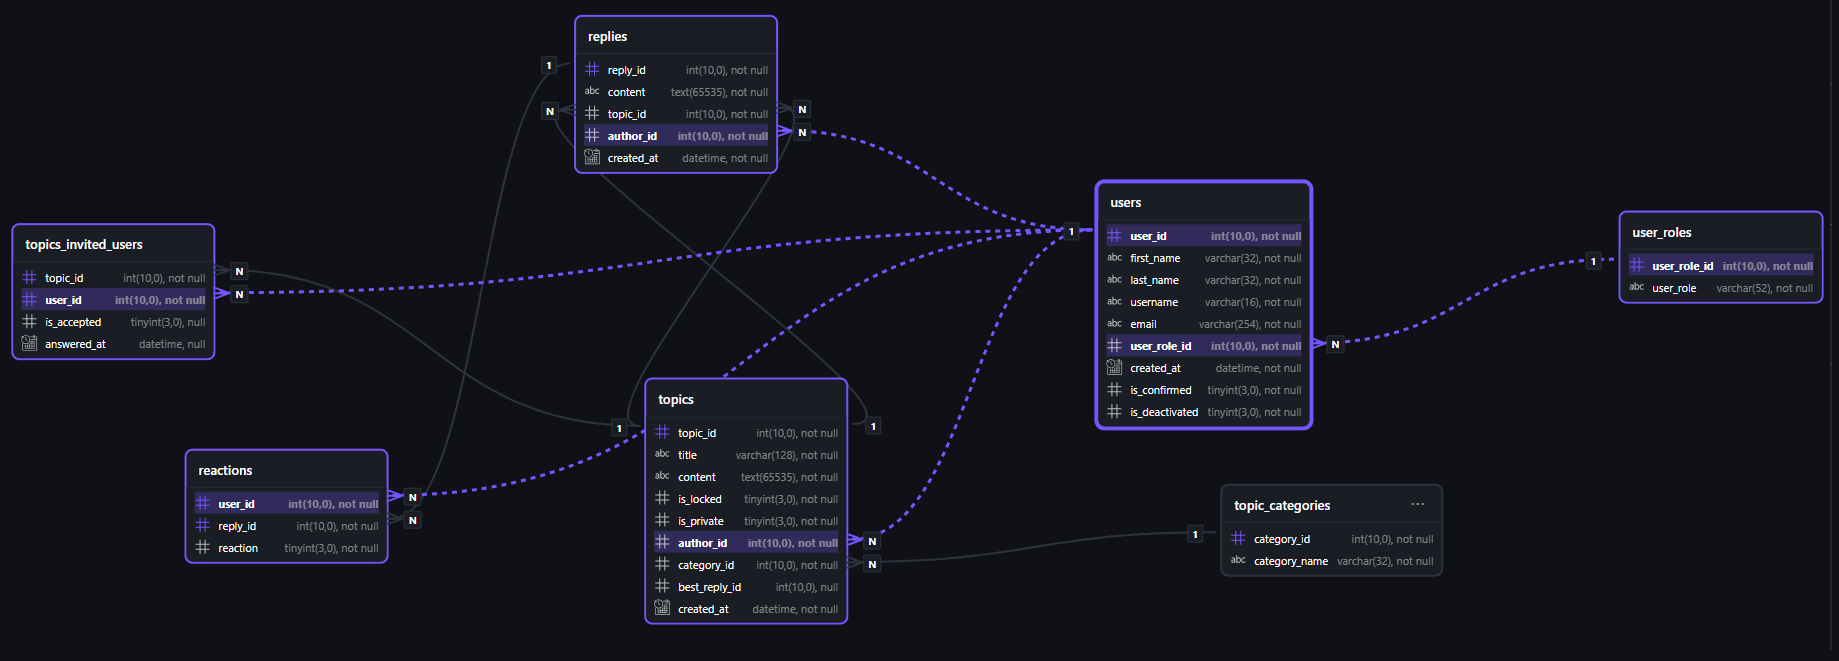 replies
reply_id int(10,0), not null
abc content text(65535), not null
topic_id int(10,0), not null
author_id int(10,0), not null
created_at datetime, not null
1
N
N
N
topics_invited_users
topic_id int(10,0), not null
user_id int(10,0), not null
is_accepted tinyint(3,0), null
answered_at datetime, null
N
N
users
user_id int(10,0), not null
abc first_name varchar(32), not null
abc last_name varchar(32), not null
abc username varchar(16), not null
abc email varchar(254), not null
user_role_id int(10,0), not null
created_at datetime, not null
is_confirmed tinyint(3,0), not null
is_deactivated tinyint(3,0), not null
1
N
user_roles
user_role_id int(10,0), not null
abc user_role varchar(52), not null
1
topics
topic_id int(10,0), not null
abc title varchar(128), not null
abc content text(65535), not null
is_locked tinyint(3,0), not null
is_private tinyint(3,0), not null
author_id int(10,0), not null
category_id int(10,0), not null
best_reply_id int(10,0), null
created_at datetime, not null
1
1
N
N
reactions
user_id int(10,0), not null
reply_id int(10,0), not null
reaction tinyint(3,0), not null
N
N
topic_categories ...
category_id int(10,0), not null
abc category_name varchar(32), not null
1